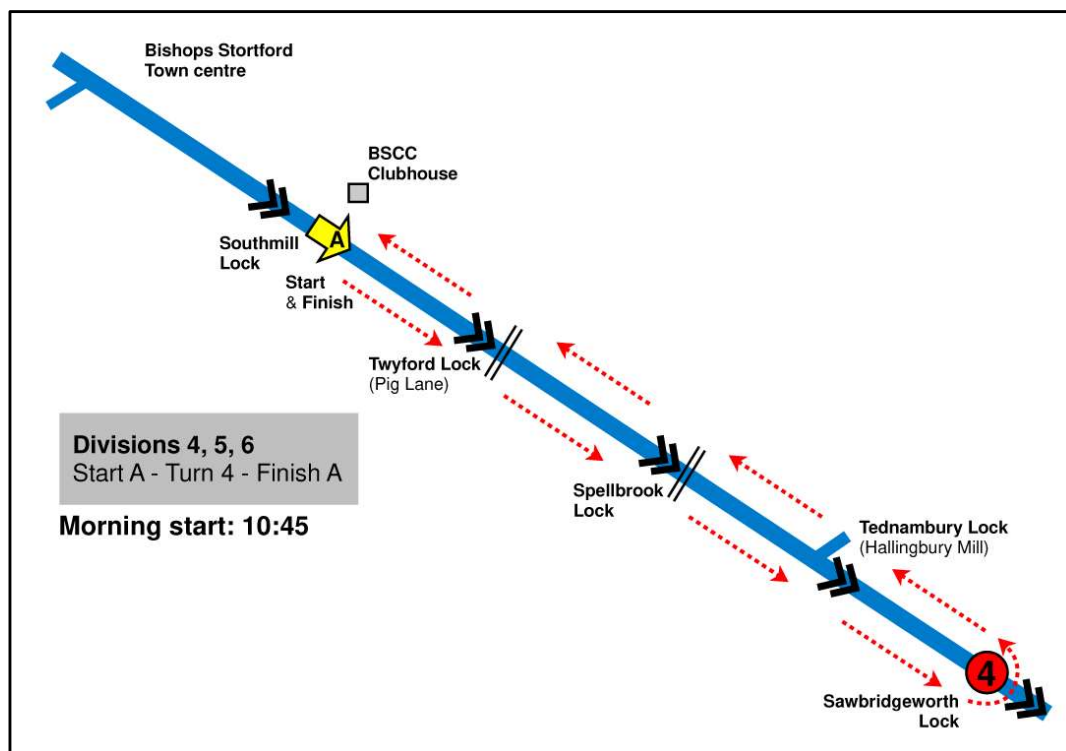 Bishops Stortford
Town centre
BSCC
Clubhouse
A
Southmill
Lock
Start
& Finish
Twyford Lock
(Pig Lane)
Divisions 4, 5, 6
Start A - Turn 4 - Finish A
Morning start: 10:45
Spellbrook
Lock
Tednambury Lock
(Hallingbury Mill)
4
Sawbridgeworth
Lock